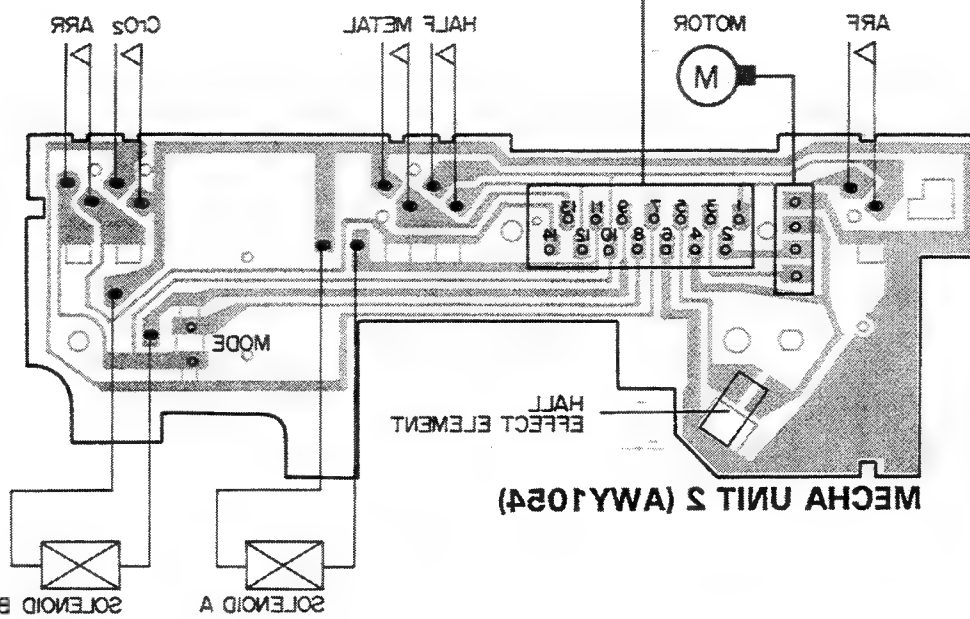 ARF
MOTOR
HALF METAL
CrO2
ARR
M
1 3 5 7 9 11 13
2 4 6 8 10 12 14
MODE
HALL
EFFECT ELEMENT
MECHA UNIT 2 (AWY1054)
SOLENOID A
SOLENOID B